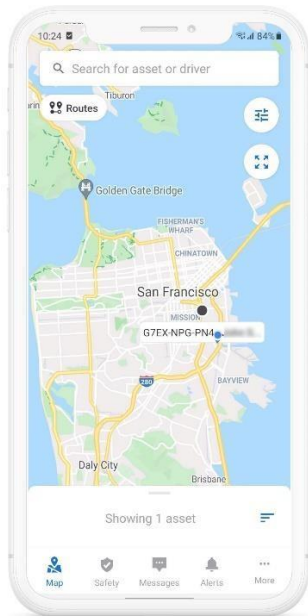 10:24 84%
Search for asset or driver
Tiburon
Routes
Golden Gate Bridge
FISHERMAN'S
WHARF
CHINATOWN
San Francisco
MISSION
G7EX-NPG-PN4
280
BAYVIEW
Daly City
Brisbane
Showing 1 asset
Map Safety Messages Alerts More